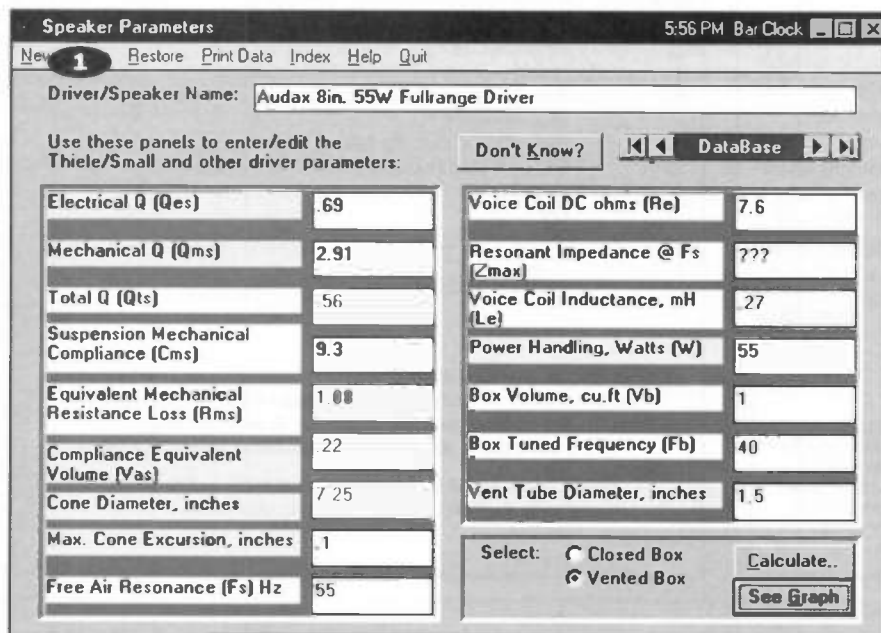 Speaker Parameters 5:56 PM Bar Clock
New 1 Restore Print Data Index Help Quit
Driver/Speaker Name: Audax 8in. 55W Fullrange Driver
Use these panels to enter/edit the
Thiele/Small and other driver parameters:
Don't Know?
DataBase
Electrical Q (Qes) .69
Mechanical Q (Qms) 2.91
Total Q (Qts) .56
Suspension Mechanical
Compliance (Cms) 9.3
Equivalent Mechanical
Resistance Loss (Rms) 1.08
Compliance Equivalent
Volume (Vas) .22
Cone Diameter, inches 7.25
Max. Cone Excursion, inches .1
Free Air Resonance (Fs) Hz 55
Voice Coil DC ohms (Re) 7.6
Resonant Impedance @ Fs
(Zmax) ???
Voice Coil Inductance, mH
(Le) .27
Power Handling, Watts (W) 55
Box Volume, cu.ft (Vb) 1
Box Tuned Frequency (Fb) 40
Vent Tube Diameter, inches 1.5
Select: Closed Box
Vented Box
Calculate..
See Graph